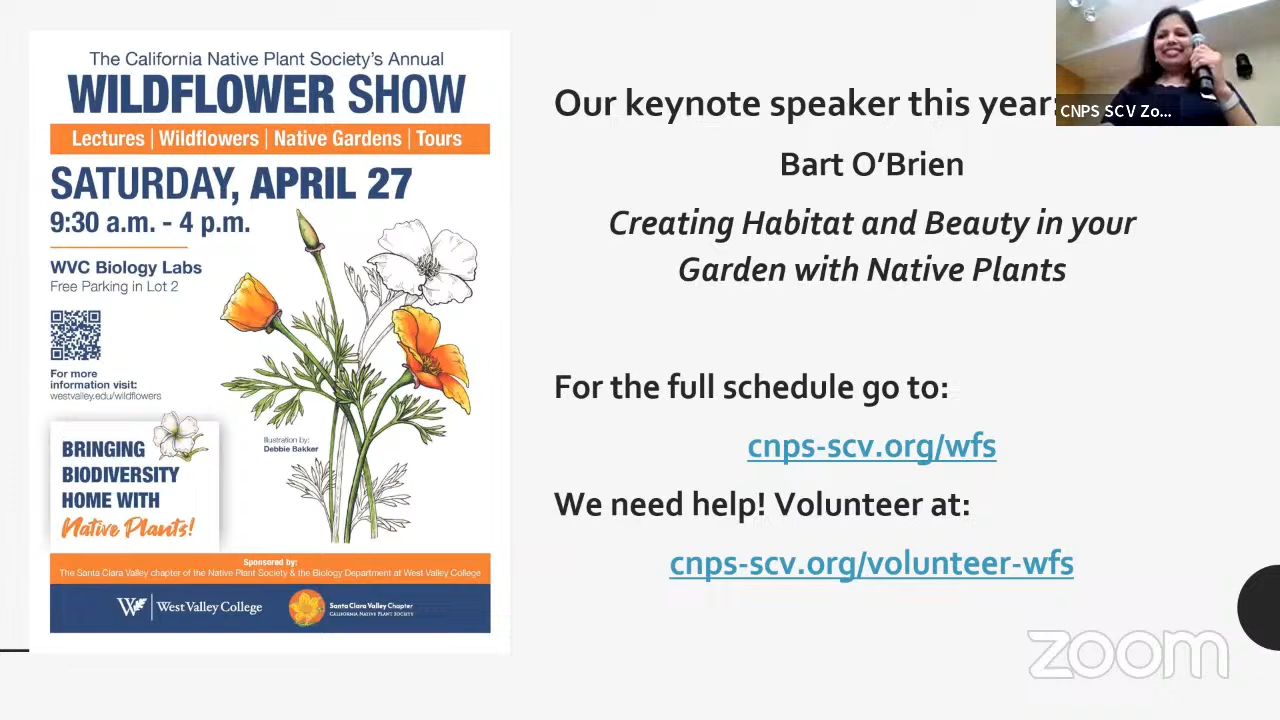 The California Native Plant Society's Annual
WILDFLOWER SHOW
Lectures | Wildflowers | Native Gardens | Tours
SATURDAY, APRIL 27
9:30 a.m. - 4 p.m.
WVC Biology Labs
Free Parking in Lot 2
For more
information visit:
westvalley.edu/wildflowers
Illustration by:
Debbie Bakker
BRINGING
BIODIVERSITY
HOME WITH
Native Plants!
Sponsored by:
The Santa Clara Valley chapter of the Native Plant Society & the Biology Department at West Valley College
West Valley College
Santa Clara Valley Chapter
CALIFORNIA NATIVE PLANT SOCIETY
Our keynote speaker this year:
Bart O’Brien
Creating Habitat and Beauty in your
Garden with Native Plants
For the full schedule go to:
cnps-scv.org/wfs
We need help! Volunteer at:
cnps-scv.org/volunteer-wfs
CNPS SCV Zo...
zoom